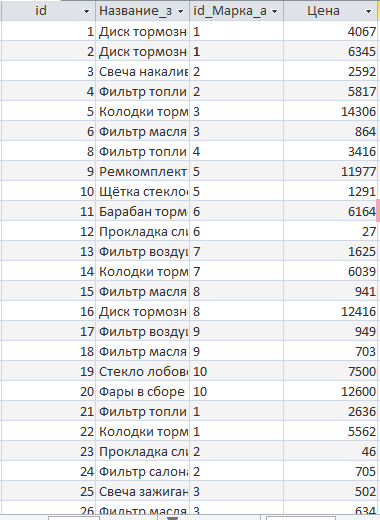 id Название_з id_Марка_а Цена
1 Диск тормозн 1 4067
2 Диск тормозн 1 6345
3 Свеча накалив 2 2592
4 Фильтр топли 2 5817
5 Колодки торм 3 14306
6 Фильтр масля 3 864
8 Фильтр топли 4 3416
9 Ремкомплект 5 11977
10 Щётка стекло 5 1291
11 Барабан торм 6 6164
12 Прокладка сли 6 27
13 Фильтр воздуш 7 1625
14 Колодки торм 7 6039
15 Фильтр масля 8 941
16 Диск тормозн 8 12416
17 Фильтр воздуш 9 949
18 Фильтр масля 9 703
19 Стекло лобово 10 7500
20 Фары в сборе 10 12600
21 Фильтр топли 1 2636
22 Колодки торм 1 5562
23 Прокладка сли 2 46
24 Фильтр салона 2 705
25 Свеча зажиган 3 502
26 Фильтр масля 3 634